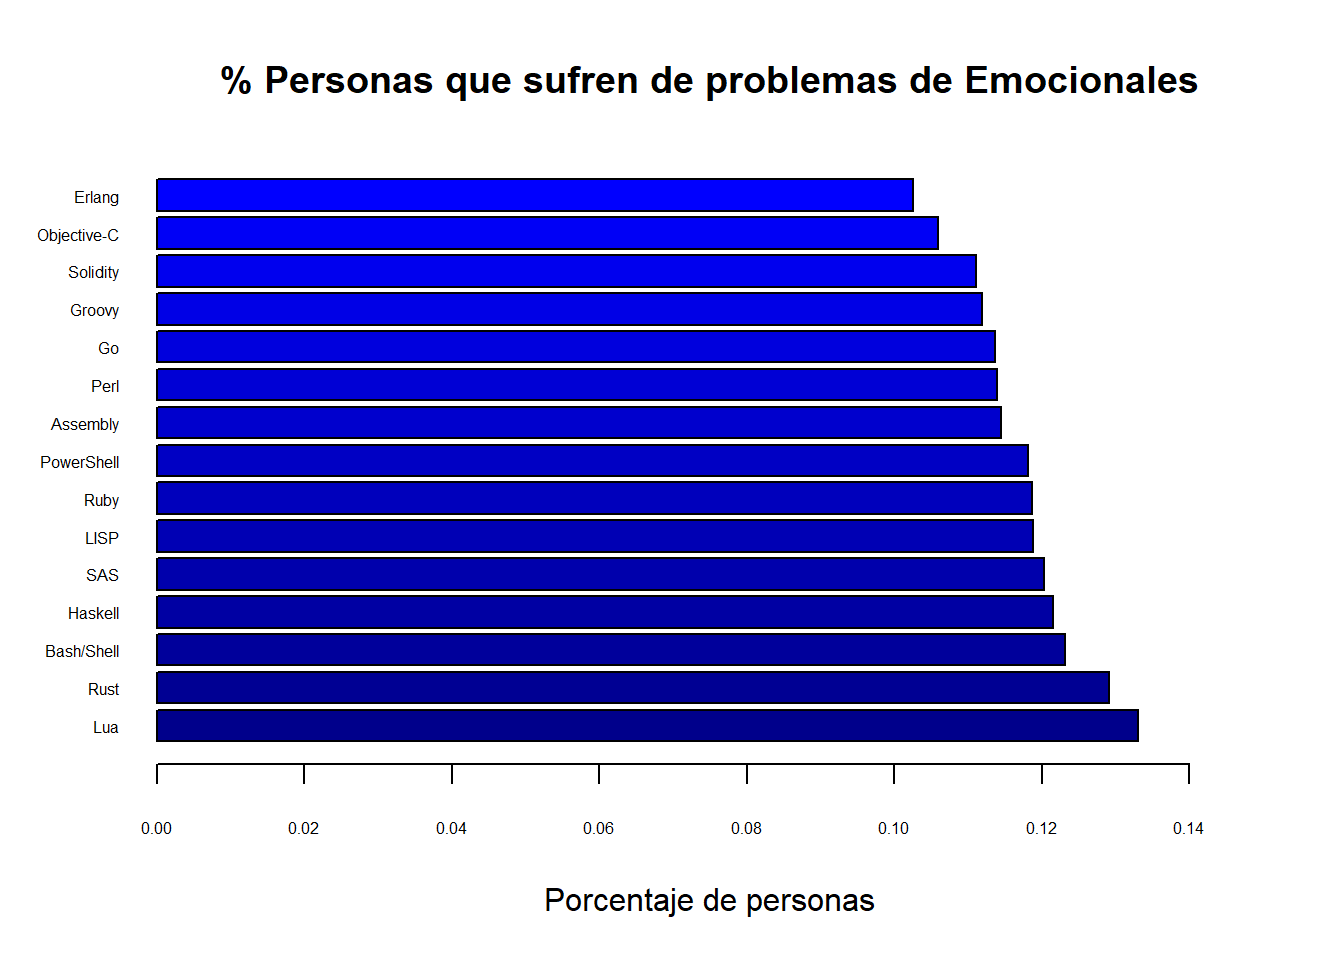 % Personas que sufren de problemas de Emocionales
Erlang
Objective-C
Solidity
Groovy
Go
Perl
Assembly
PowerShell
Ruby
LISP
SAS
Haskell
Bash/Shell
Rust
Lua
0.00 0.02 0.04 0.06 0.08 0.10 0.12 0.14
Porcentaje de personas